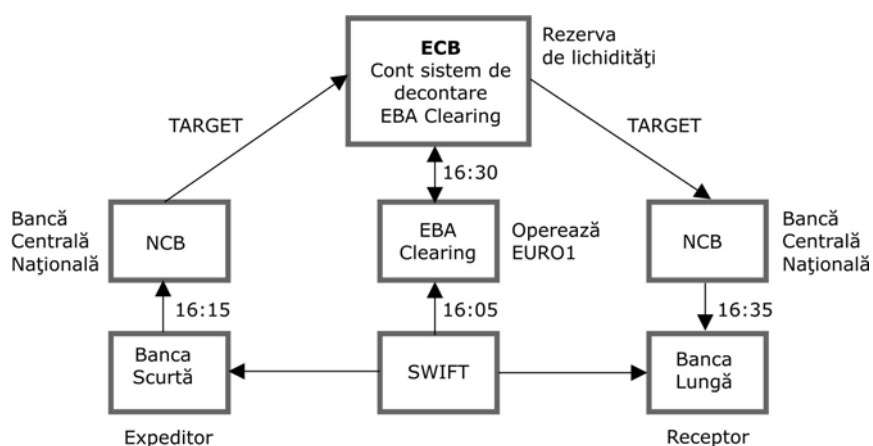 ECB
Cont sistem de
decontare
EBA Clearing
Rezerva
de lichidităţi
TARGET
TARGET
16:30
Bancă
Centrală
Naţională
NCB
EBA
Clearing
Operează
EURO1
NCB
Bancă
Centrală
Naţională
16:15
16:05
16:35
Banca
Scurtă
SWIFT
Banca
Lungă
Expeditor
Receptor